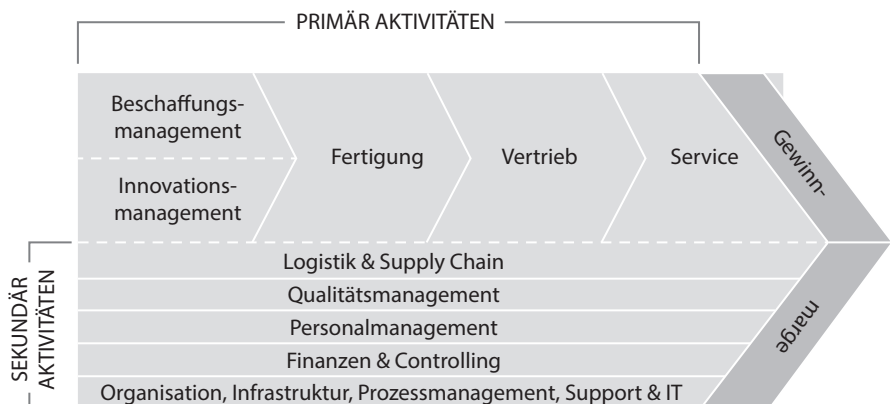 PRIMÄR AKTIVITÄTEN
Beschaffungs-
management
Innovations-
management
Fertigung
Vertrieb
Service
Gewinn-
marge
SEKUNDÄR
AKTIVITÄTEN
Logistik & Supply Chain
Qualitätsmanagement
Personalmanagement
Finanzen & Controlling
Organisation, Infrastruktur, Prozessmanagement, Support & IT